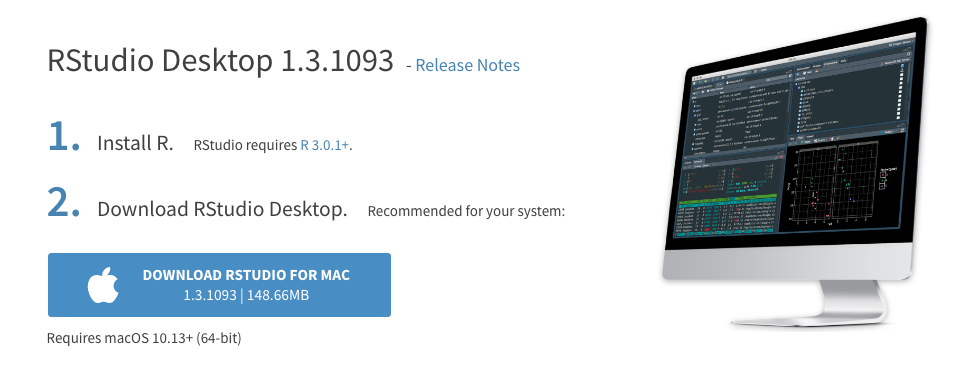 RStudio Desktop 1.3.1093 - Release Notes
1. Install R. RStudio requires R 3.0.1+.
2. Download RStudio Desktop. Recommended for your system:
DOWNLOAD RSTUDIO FOR MAC
1.3.1093 | 148.66MB
Requires macOS 10.13+ (64-bit)